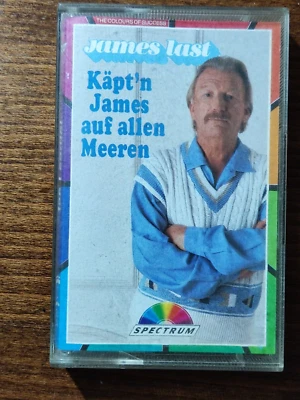 THE COLOURS OF SUCCESS
james last
Käpt'n
James
auf allen
Meeren
SPECTRUM